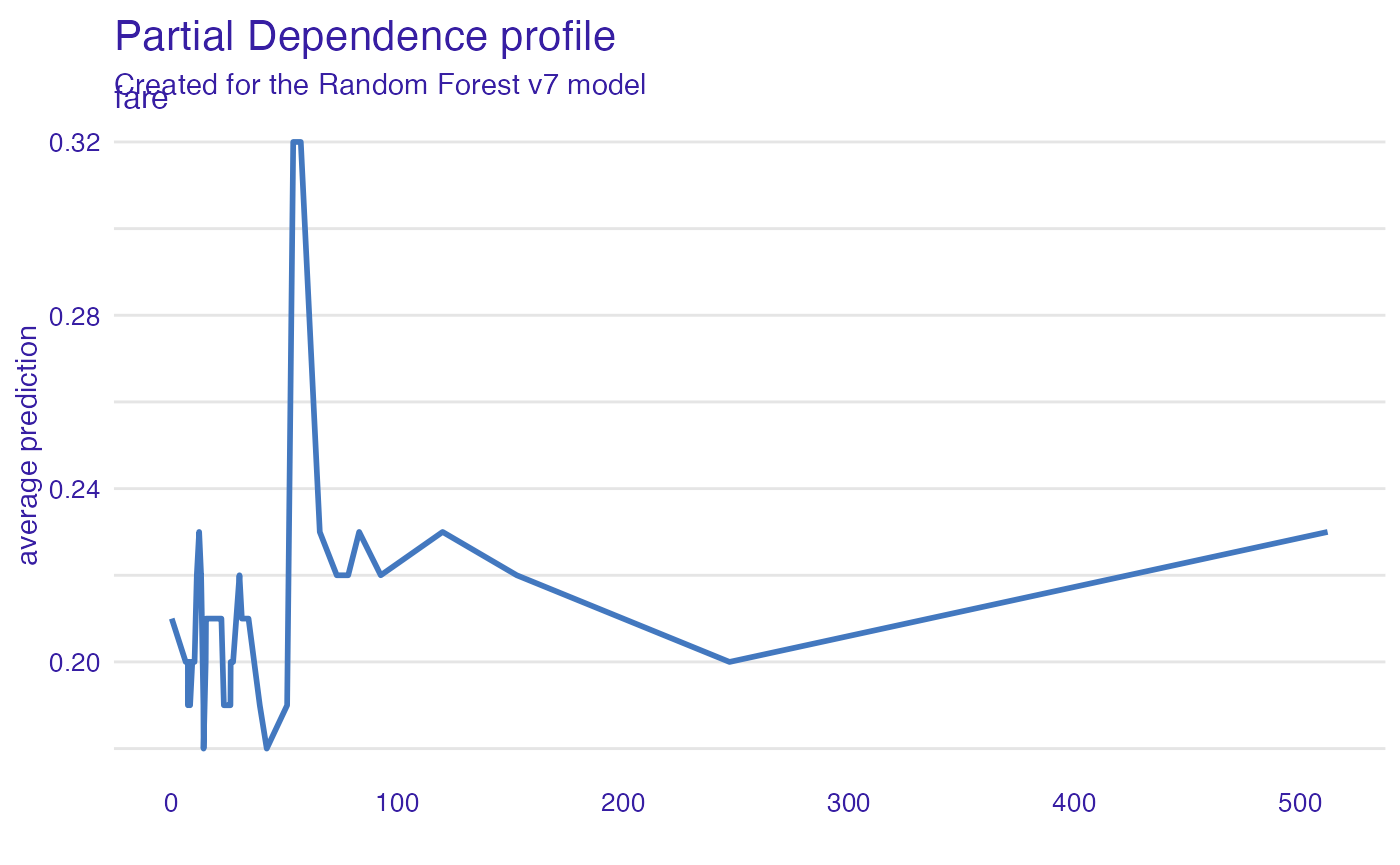 Partial Dependence profile
Created for the Random Forest v7 model
fare
0.32
0.28
0.24
0.20
average prediction
0
100
200
300
400
500